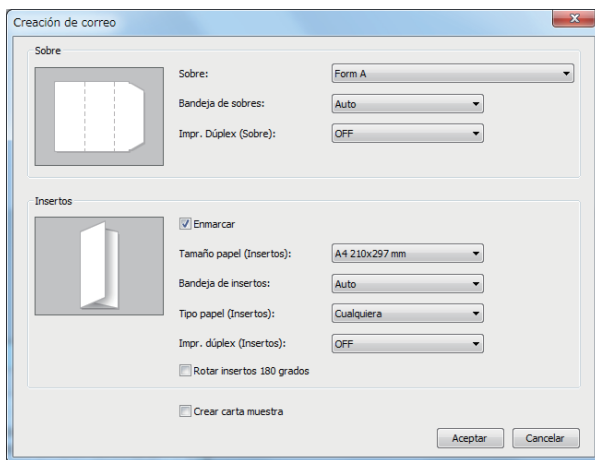 Creación de correo
Sobre
Sobre: Form A
Bandeja de sobres: Auto
Impr. Dúplex (Sobre): OFF
Insertos
Enmarcar
Tamaño papel (Insertos): A4 210x297 mm
Bandeja de insertos: Auto
Tipo papel (Insertos): Cualquiera
Impr. dúplex (Insertos): OFF
Rotar insertos 180 grados
Crear carta muestra
Aceptar Cancelar